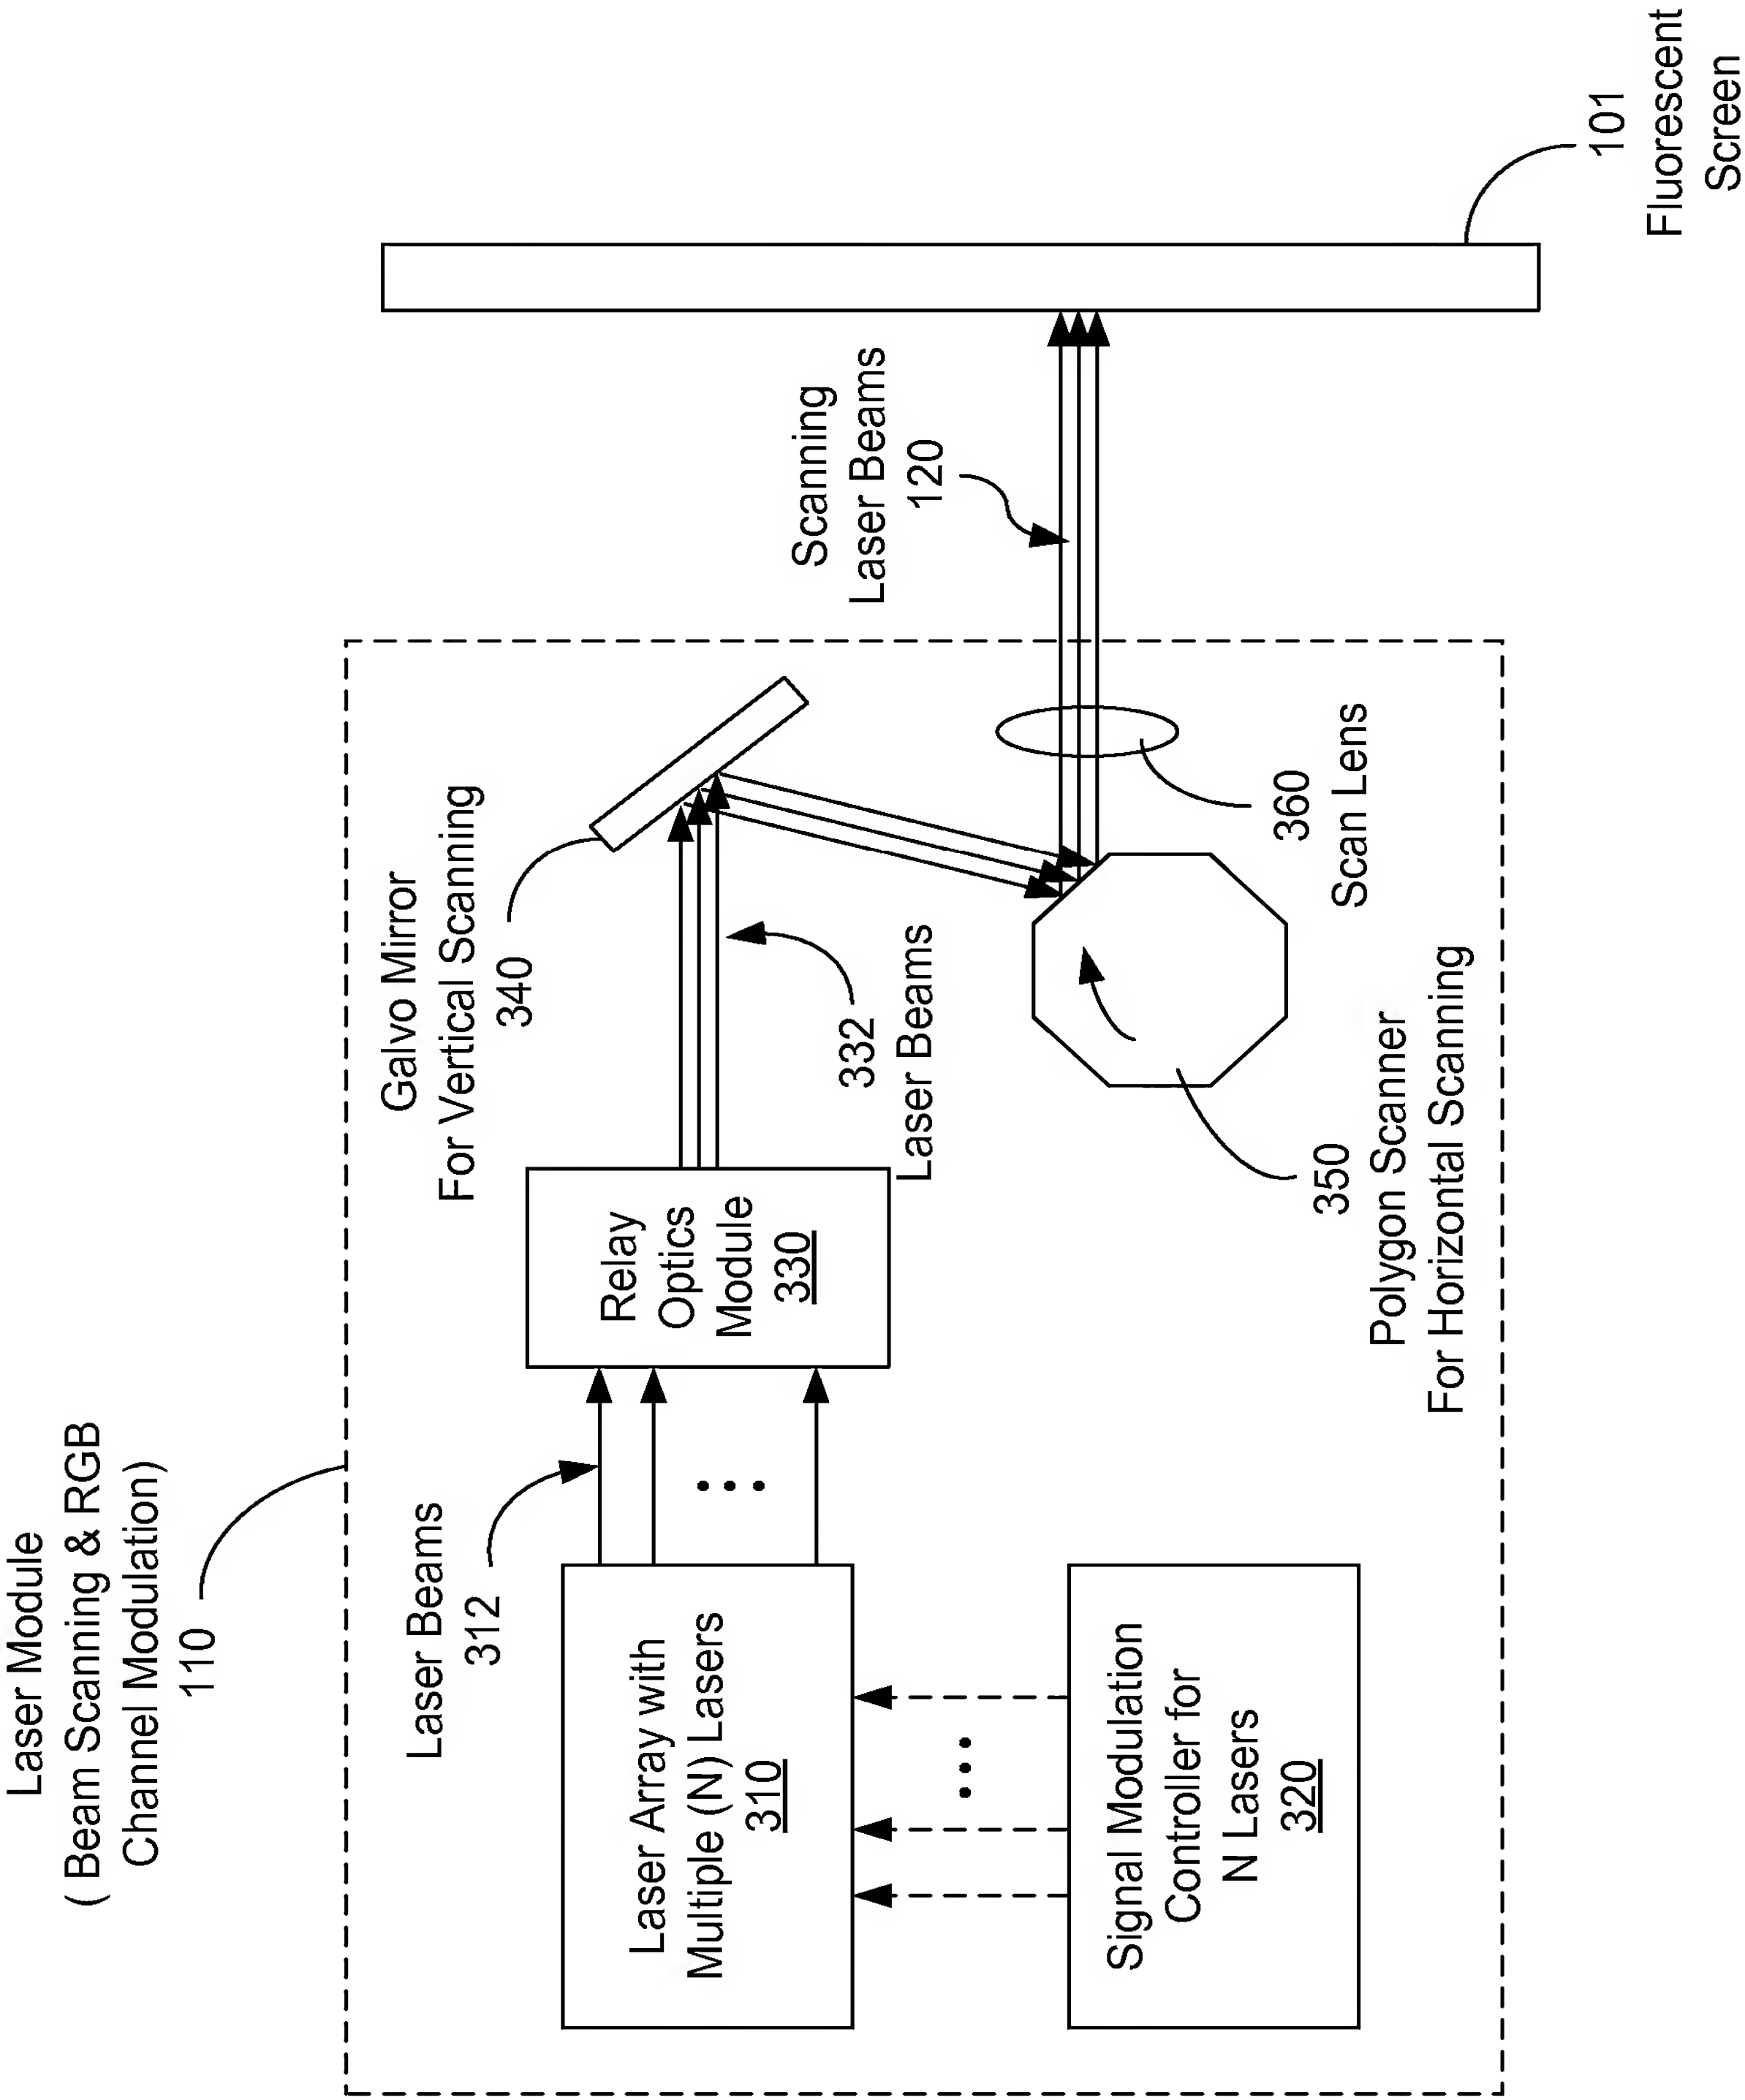 Laser Module
( Beam Scanning & RGB
Channel Modulation)
110
Laser Beams
312
Laser Array with
Multiple (N) Lasers
310
Signal Modulation
Controller for
N Lasers
320
Relay
Optics
Module
330
Galvo Mirror
For Vertical Scanning
340
332
Laser Beams
350
Polygon Scanner
For Horizontal Scanning
360
Scan Lens
Scanning
Laser Beams
120
101
Fluorescent
Screen